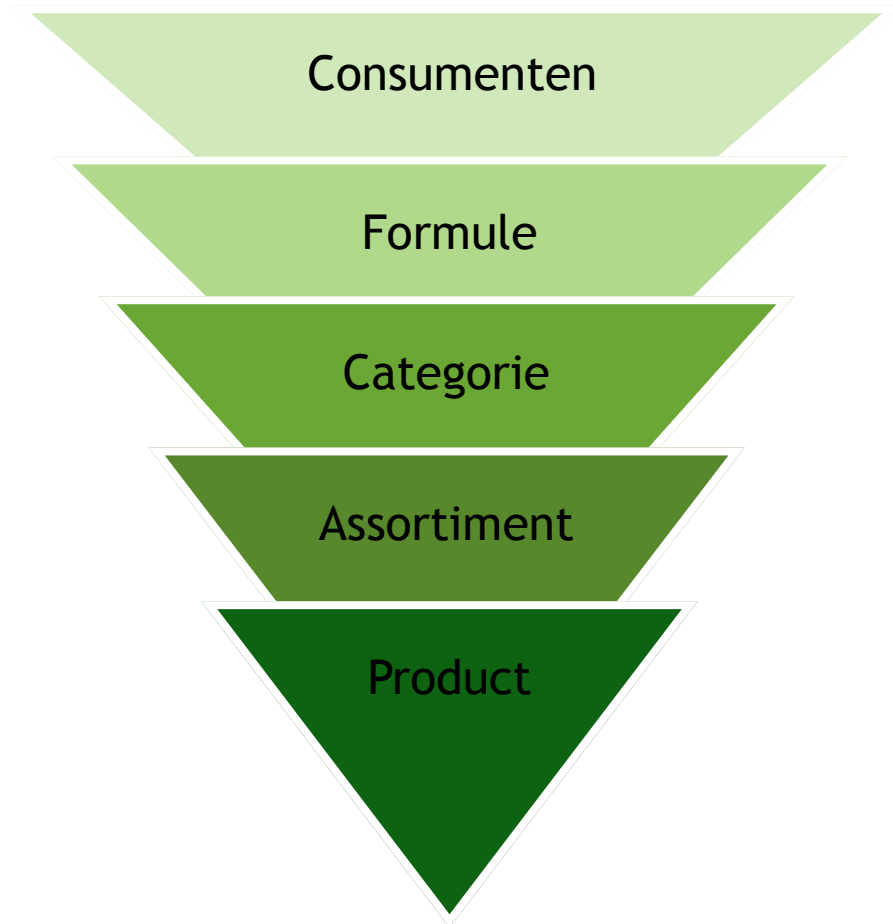 Consumenten
Formule
Categorie
Assortiment
Product